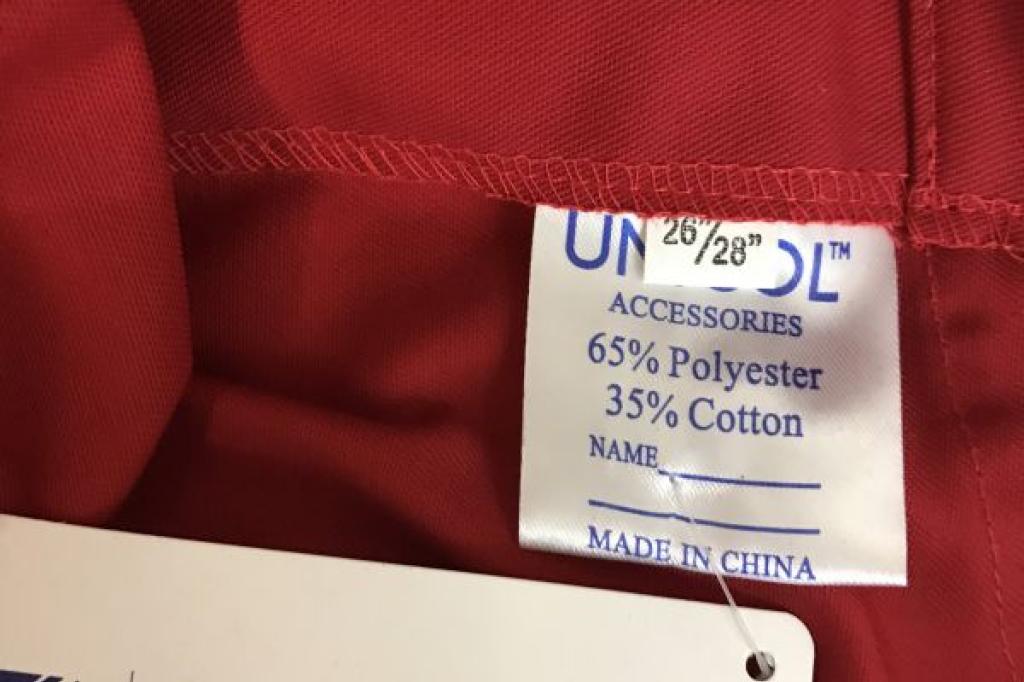 26"/28"
ACCESSORIES
65% Polyester
35% Cotton
NAME
MADE IN CHINA